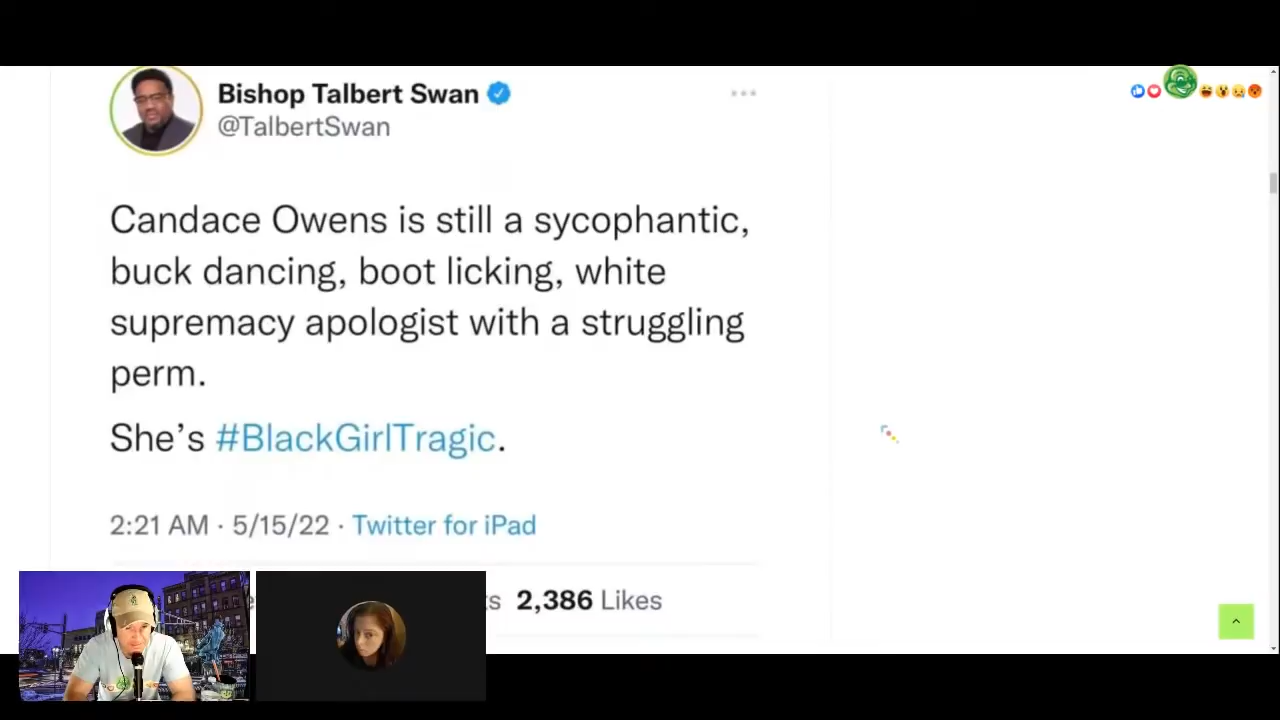 Bishop Talbert Swan
@TalbertSwan
Candace Owens is still a sycophantic,
buck dancing, boot licking, white
supremacy apologist with a struggling
perm.
She’s #BlackGirlTragic.
2:21 AM · 5/15/22 · Twitter for iPad
2,386 Likes